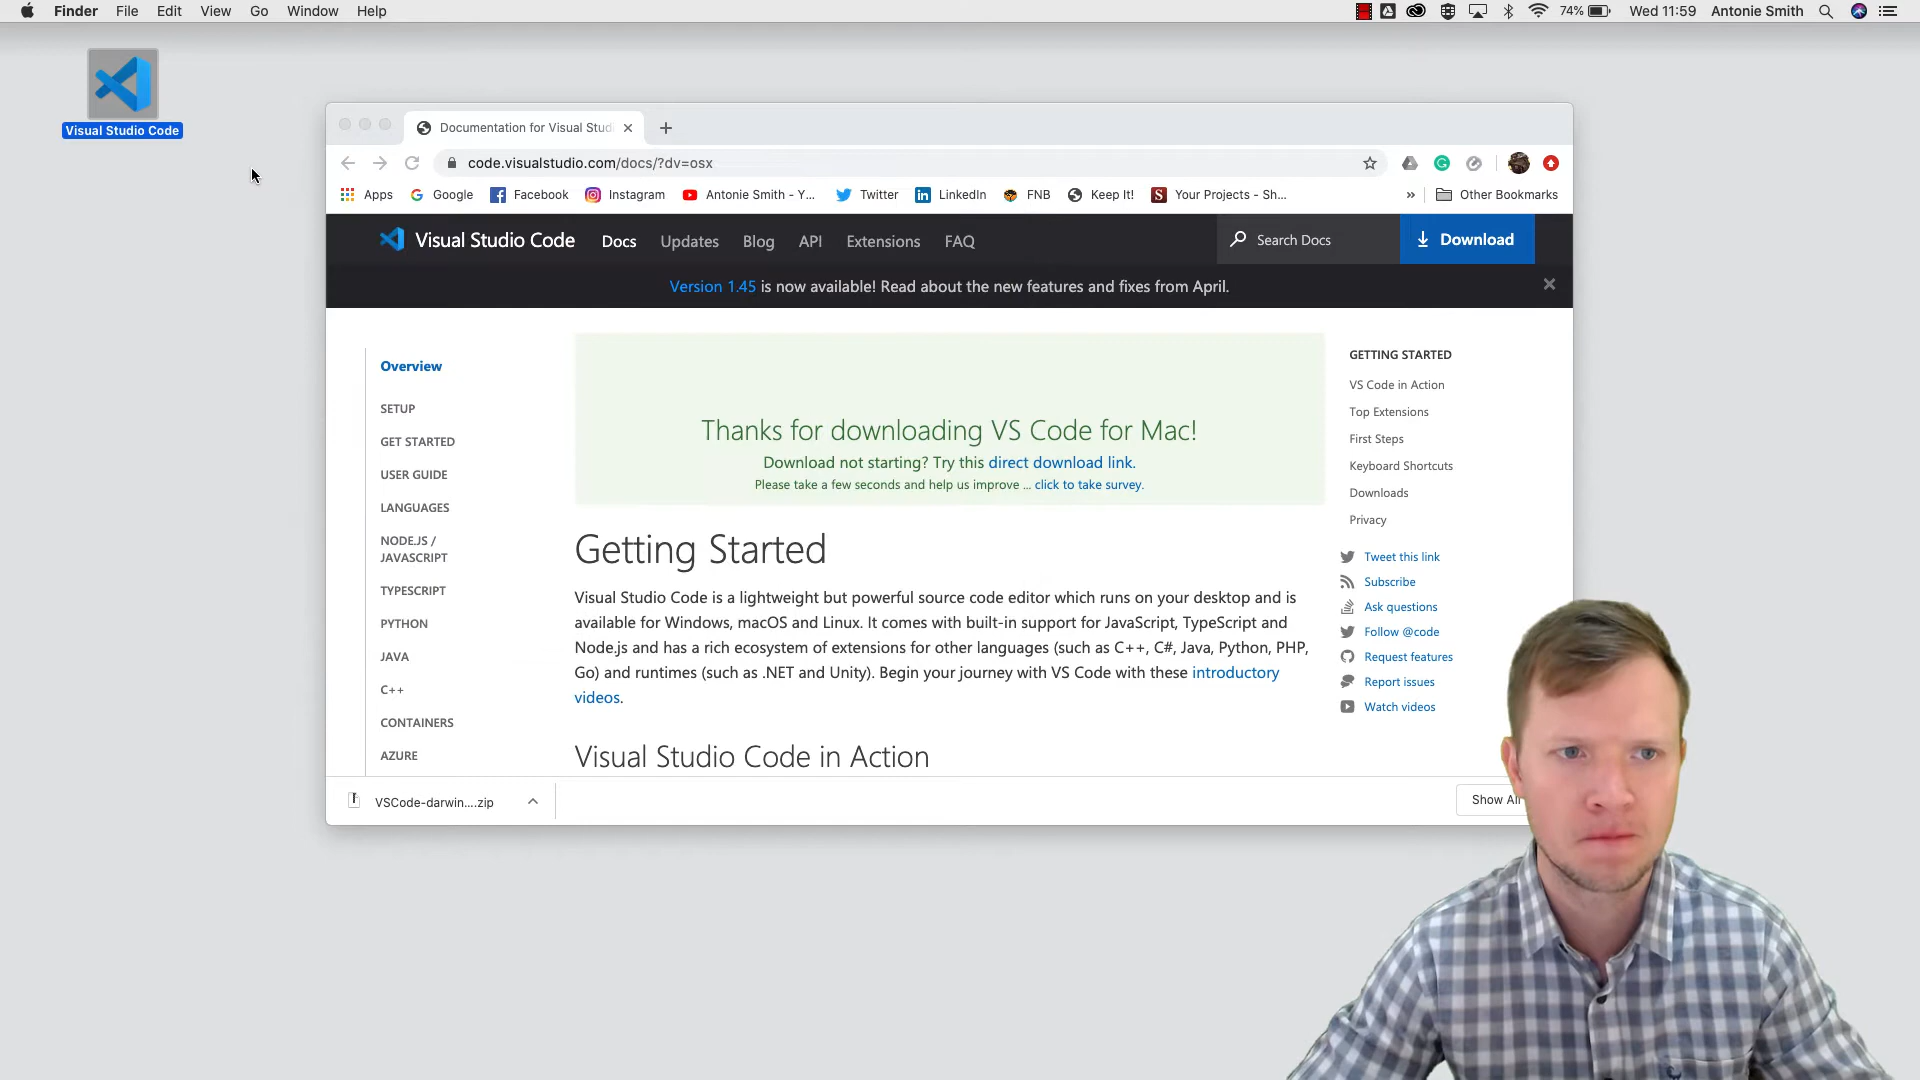 Finder File Edit View Go Window Help
74% Wed 11:59 Antonie Smith
Visual Studio Code
Documentation for Visual Stud
code.visualstudio.com/docs/?dv=osx
Apps Google Facebook Instagram Antonie Smith - Y... Twitter LinkedIn FNB Keep It! Your Projects - Sh... » Other Bookmarks
Visual Studio Code Docs Updates Blog API Extensions FAQ Search Docs Download
Version 1.45 is now available! Read about the new features and fixes from April.
Overview
SETUP
GET STARTED
USER GUIDE
LANGUAGES
NODE.JS /
JAVASCRIPT
TYPESCRIPT
PYTHON
JAVA
C++
CONTAINERS
AZURE
Thanks for downloading VS Code for Mac!
Download not starting? Try this direct download link.
Please take a few seconds and help us improve ... click to take survey.
Getting Started
Visual Studio Code is a lightweight but powerful source code editor which runs on your desktop and is
available for Windows, macOS and Linux. It comes with built-in support for JavaScript, TypeScript and
Node.js and has a rich ecosystem of extensions for other languages (such as C++, C#, Java, Python, PHP,
Go) and runtimes (such as .NET and Unity). Begin your journey with VS Code with these introductory
videos.
Visual Studio Code in Action
GETTING STARTED
VS Code in Action
Top Extensions
First Steps
Keyboard Shortcuts
Downloads
Privacy
Tweet this link
Subscribe
Ask questions
Follow @code
Request features
Report issues
Watch videos
VSCode-darwin....zip
Show All